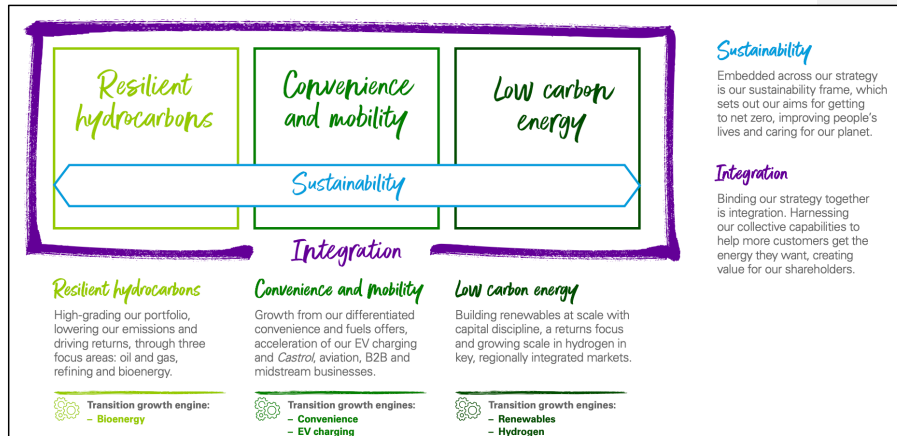 Resilient
hydrocarbons
Convenience
and mobility
Low carbon
energy
Sustainability
Integration
Resilient hydrocarbons
High-grading our portfolio,
lowering our emissions and
driving returns, through three
focus areas: oil and gas,
refining and bioenergy.
Transition growth engine:
– Bioenergy
Convenience and mobility
Growth from our differentiated
convenience and fuels offers,
acceleration of our EV charging
and Castrol, aviation, B2B and
midstream businesses.
Transition growth engines:
– Convenience
– EV charging
Low carbon energy
Building renewables at scale with
capital discipline, a returns focus
and growing scale in hydrogen in
key, regionally integrated markets.
Transition growth engines:
– Renewables
– Hydrogen
Sustainability
Embedded across our strategy
is our sustainability frame, which
sets out our aims for getting
to net zero, improving people's
lives and caring for our planet.
Integration
Binding our strategy together
is integration. Harnessing
our collective capabilities to
help more customers get the
energy they want, creating
value for our shareholders.